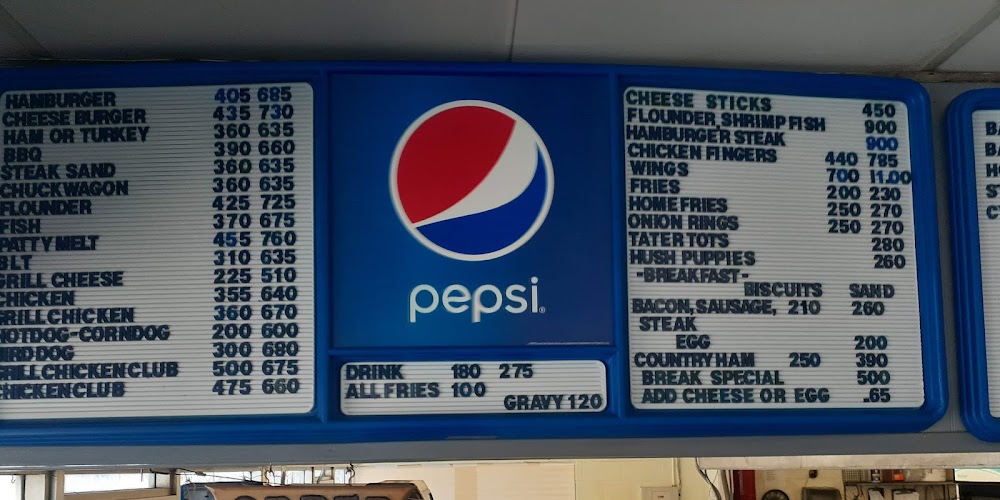 HAMBURGER 405 685
CHEESE BURGER 435 730
HAM OR TURKEY 360 635
BBQ 390 660
STEAK SAND 360 635
CHUCKWAGON 360 635
FLOUNDER 425 725
FISH 370 675
PATTY MELT 455 760
BLT 310 635
GRILL CHEESE 225 510
CHICKEN 355 640
GRILL CHICKEN 360 670
HOTDOG-CORNDOG 200 600
BIRD DOG 300 680
GRILL CHICKEN CLUB 500 675
CHICKEN CLUB 475 660
pepsi
DRINK 180 275
ALL FRIES 100
GRAVY 120
CHEESE STICKS 450
FLOUNDER, SHRIMP FISH 900
HAMBURGER STEAK 900
CHICKEN FINGERS 440 785
WINGS 700 11.00
FRIES 200 230
HOME FRIES 250 270
ONION RINGS 250 270
TATER TOTS 280
HUSH PUPPIES 260
-BREAKFAST-
BISCUITS SAND
BACON, SAUSAGE, 210 260
STEAK
EGG 200
COUNTRY HAM 250 390
BREAK SPECIAL 500
ADD CHEESE OR EGG .65